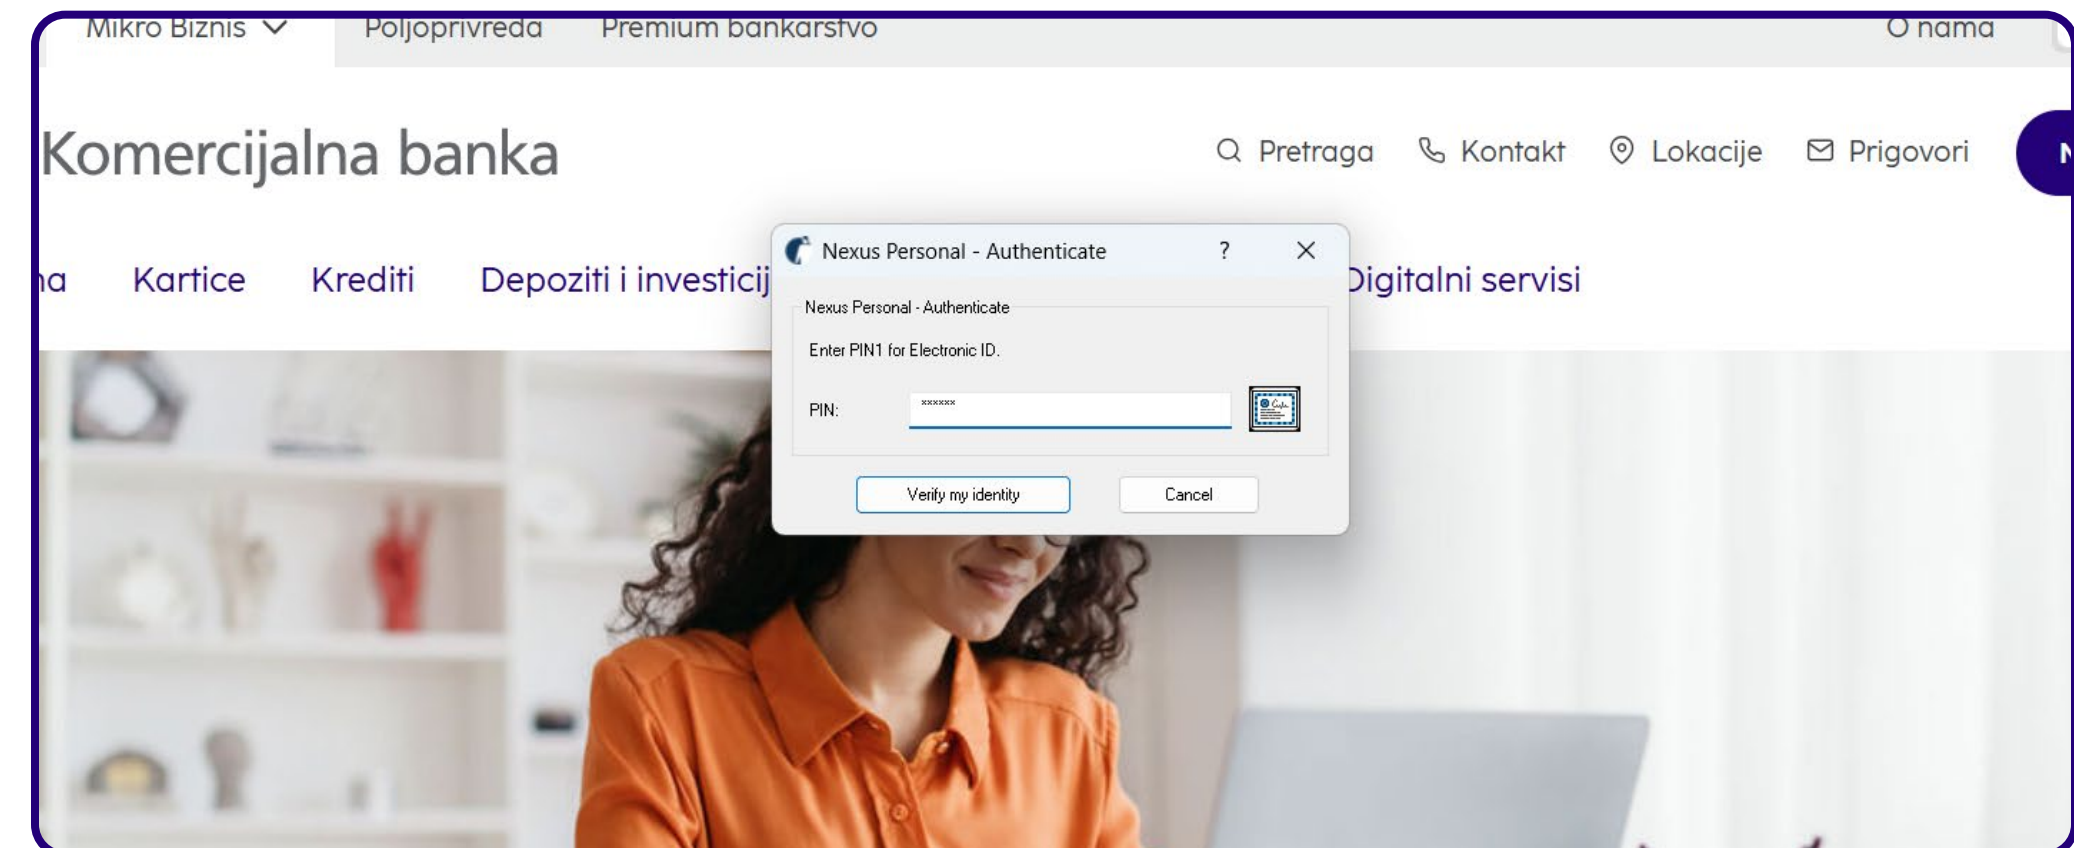 Mikro Biznis Poljoprivreda Premium bankarstvo O nama
Komercijalna banka
Pretraga Kontakt Lokacije Prigovori N
na Kartice Krediti Depoziti i investicij Digitalni servisi
Nexus Personal - Authenticate ?
Nexus Personal - Authenticate
Enter PIN1 for Electronic ID.
PIN: ××××××
Verify my identity Cancel